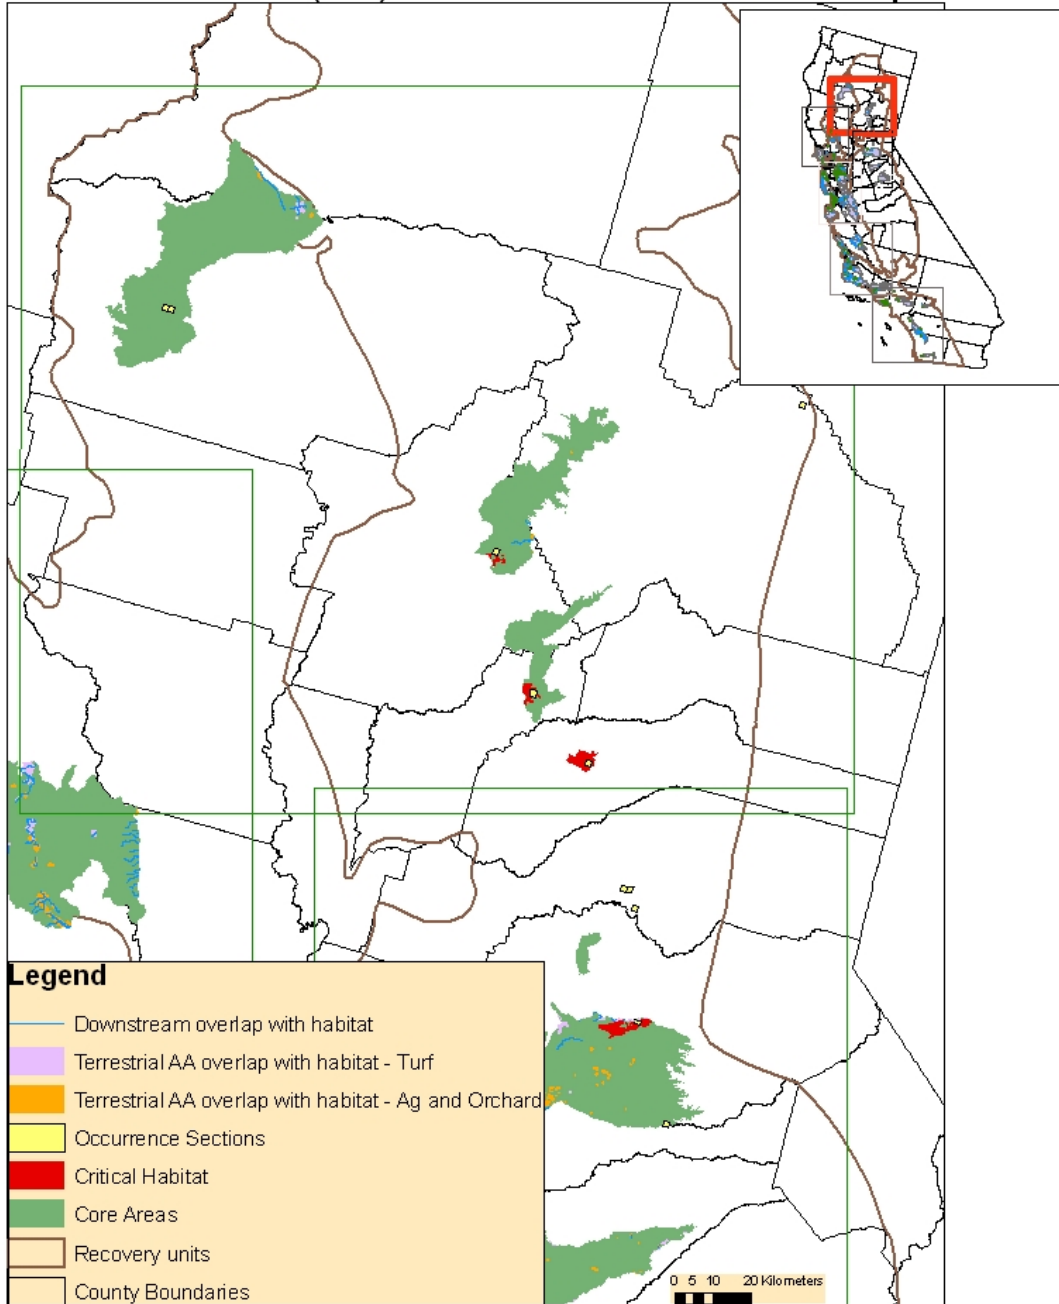 Legend
Downstream overlap with habitat
Terrestrial AA overlap with habitat - Turf
Terrestrial AA overlap with habitat - Ag and Orchard
Occurrence Sections
Critical Habitat
Core Areas
Recovery units
County Boundaries
0 5 10 20 Kilometers